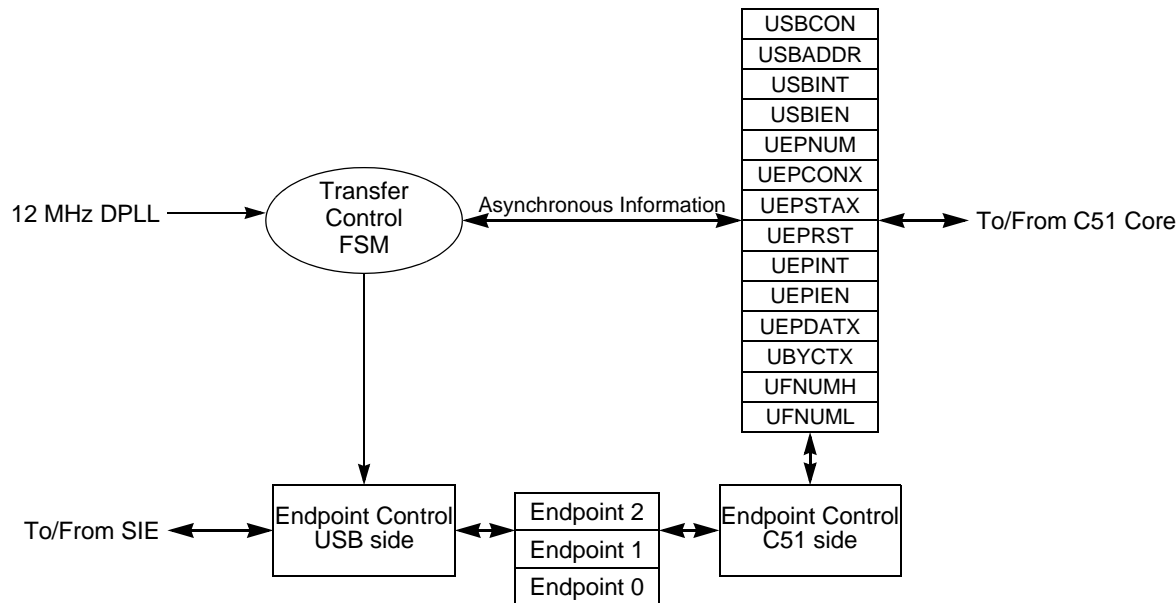 USBCON
USBADDR
USBINT
USBIEN
UEPNUM
UEPCONX
UEPSTAX
UEPRST
UEPINT
UEPIEN
UEPDATX
UBYCTX
UFNUMH
UFNUML
12 MHz DPLL
Transfer
Control
FSM
Asynchronous Information
To/From C51 Core
To/From SIE
Endpoint Control
USB side
Endpoint 2
Endpoint 1
Endpoint 0
Endpoint Control
C51 side